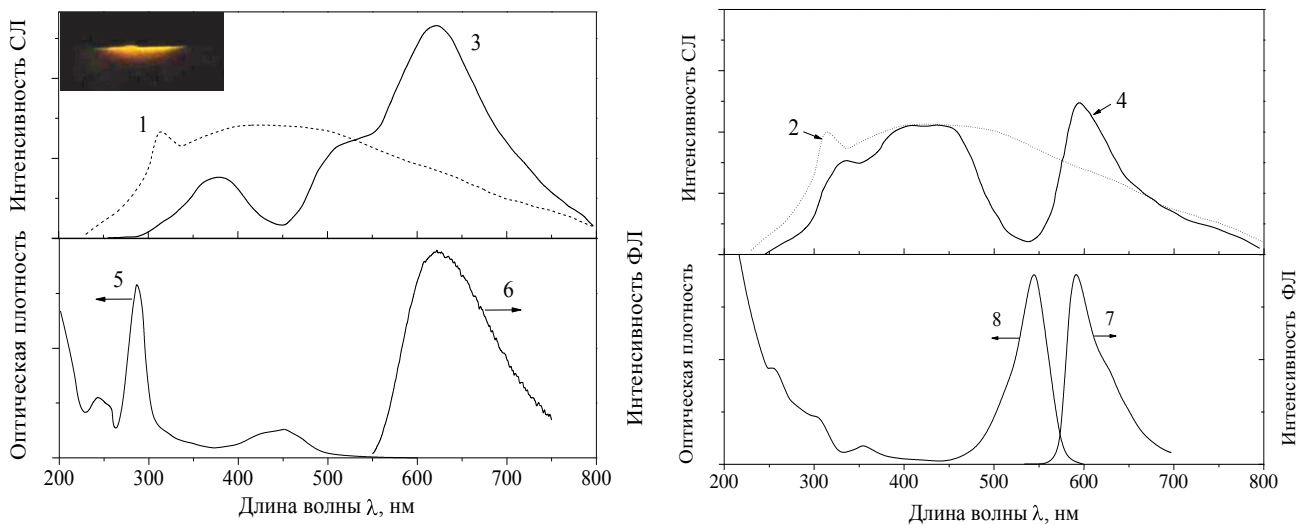 Интенсивность СЛ
1
3
Оптическая плотность
Интенсивность ФЛ
5
6
200 300 400 500 600 700 800
Длина волны λ, нм
Интенсивность СЛ
2
4
Оптическая плотность
Интенсивность ФЛ
8
7
200 300 400 500 600 700 800
Длина волны λ, нм